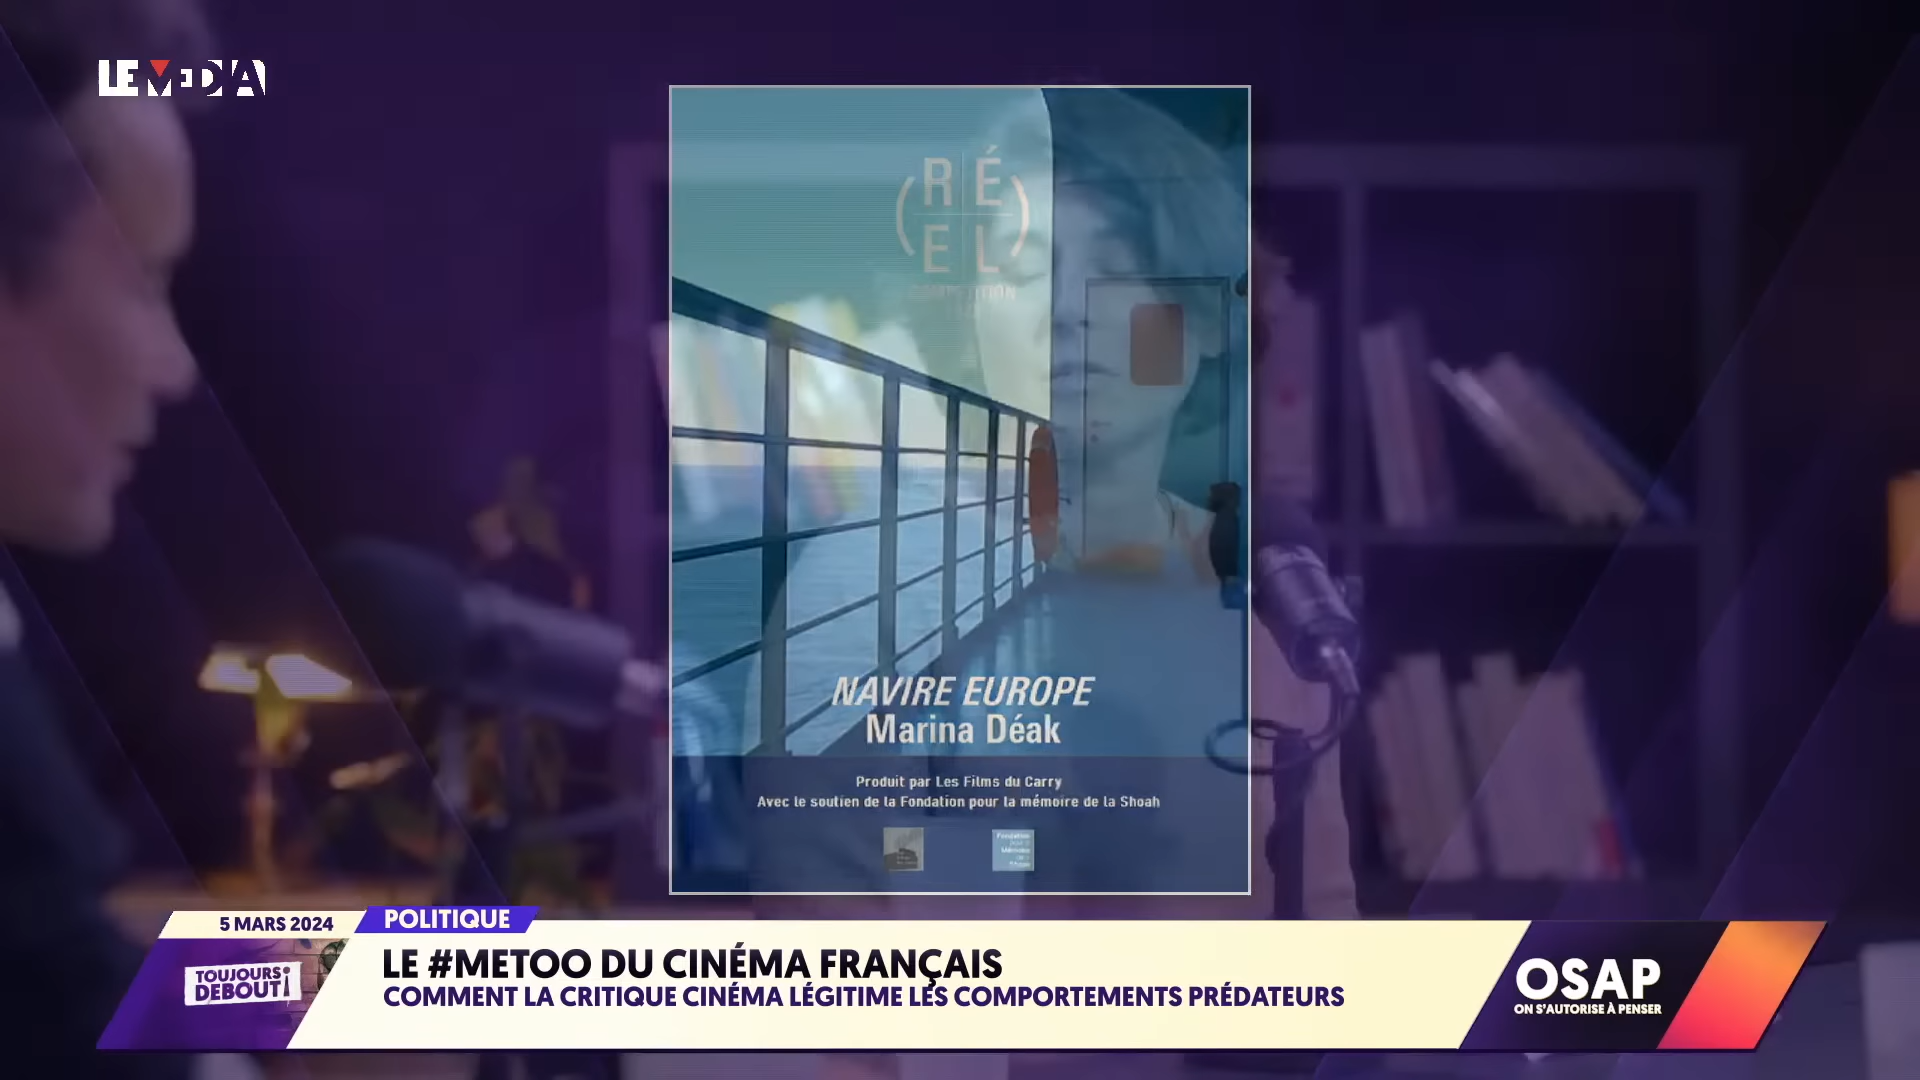 LE MEDIA
RÉ
EL
COMPETITION
NAVIRE EUROPE
Marina Déak
Produit par Les Films du Carry
Avec le soutien de la Fondation pour la mémoire de la Shoah
5 MARS 2024
POLITIQUE
TOUJOURS
DEBOUT!
LE #METOO DU CINÉMA FRANÇAIS
COMMENT LA CRITIQUE CINÉMA LÉGITIME LES COMPORTEMENTS PRÉDATEURS
OSAP
ON S'AUTORISE À PENSER